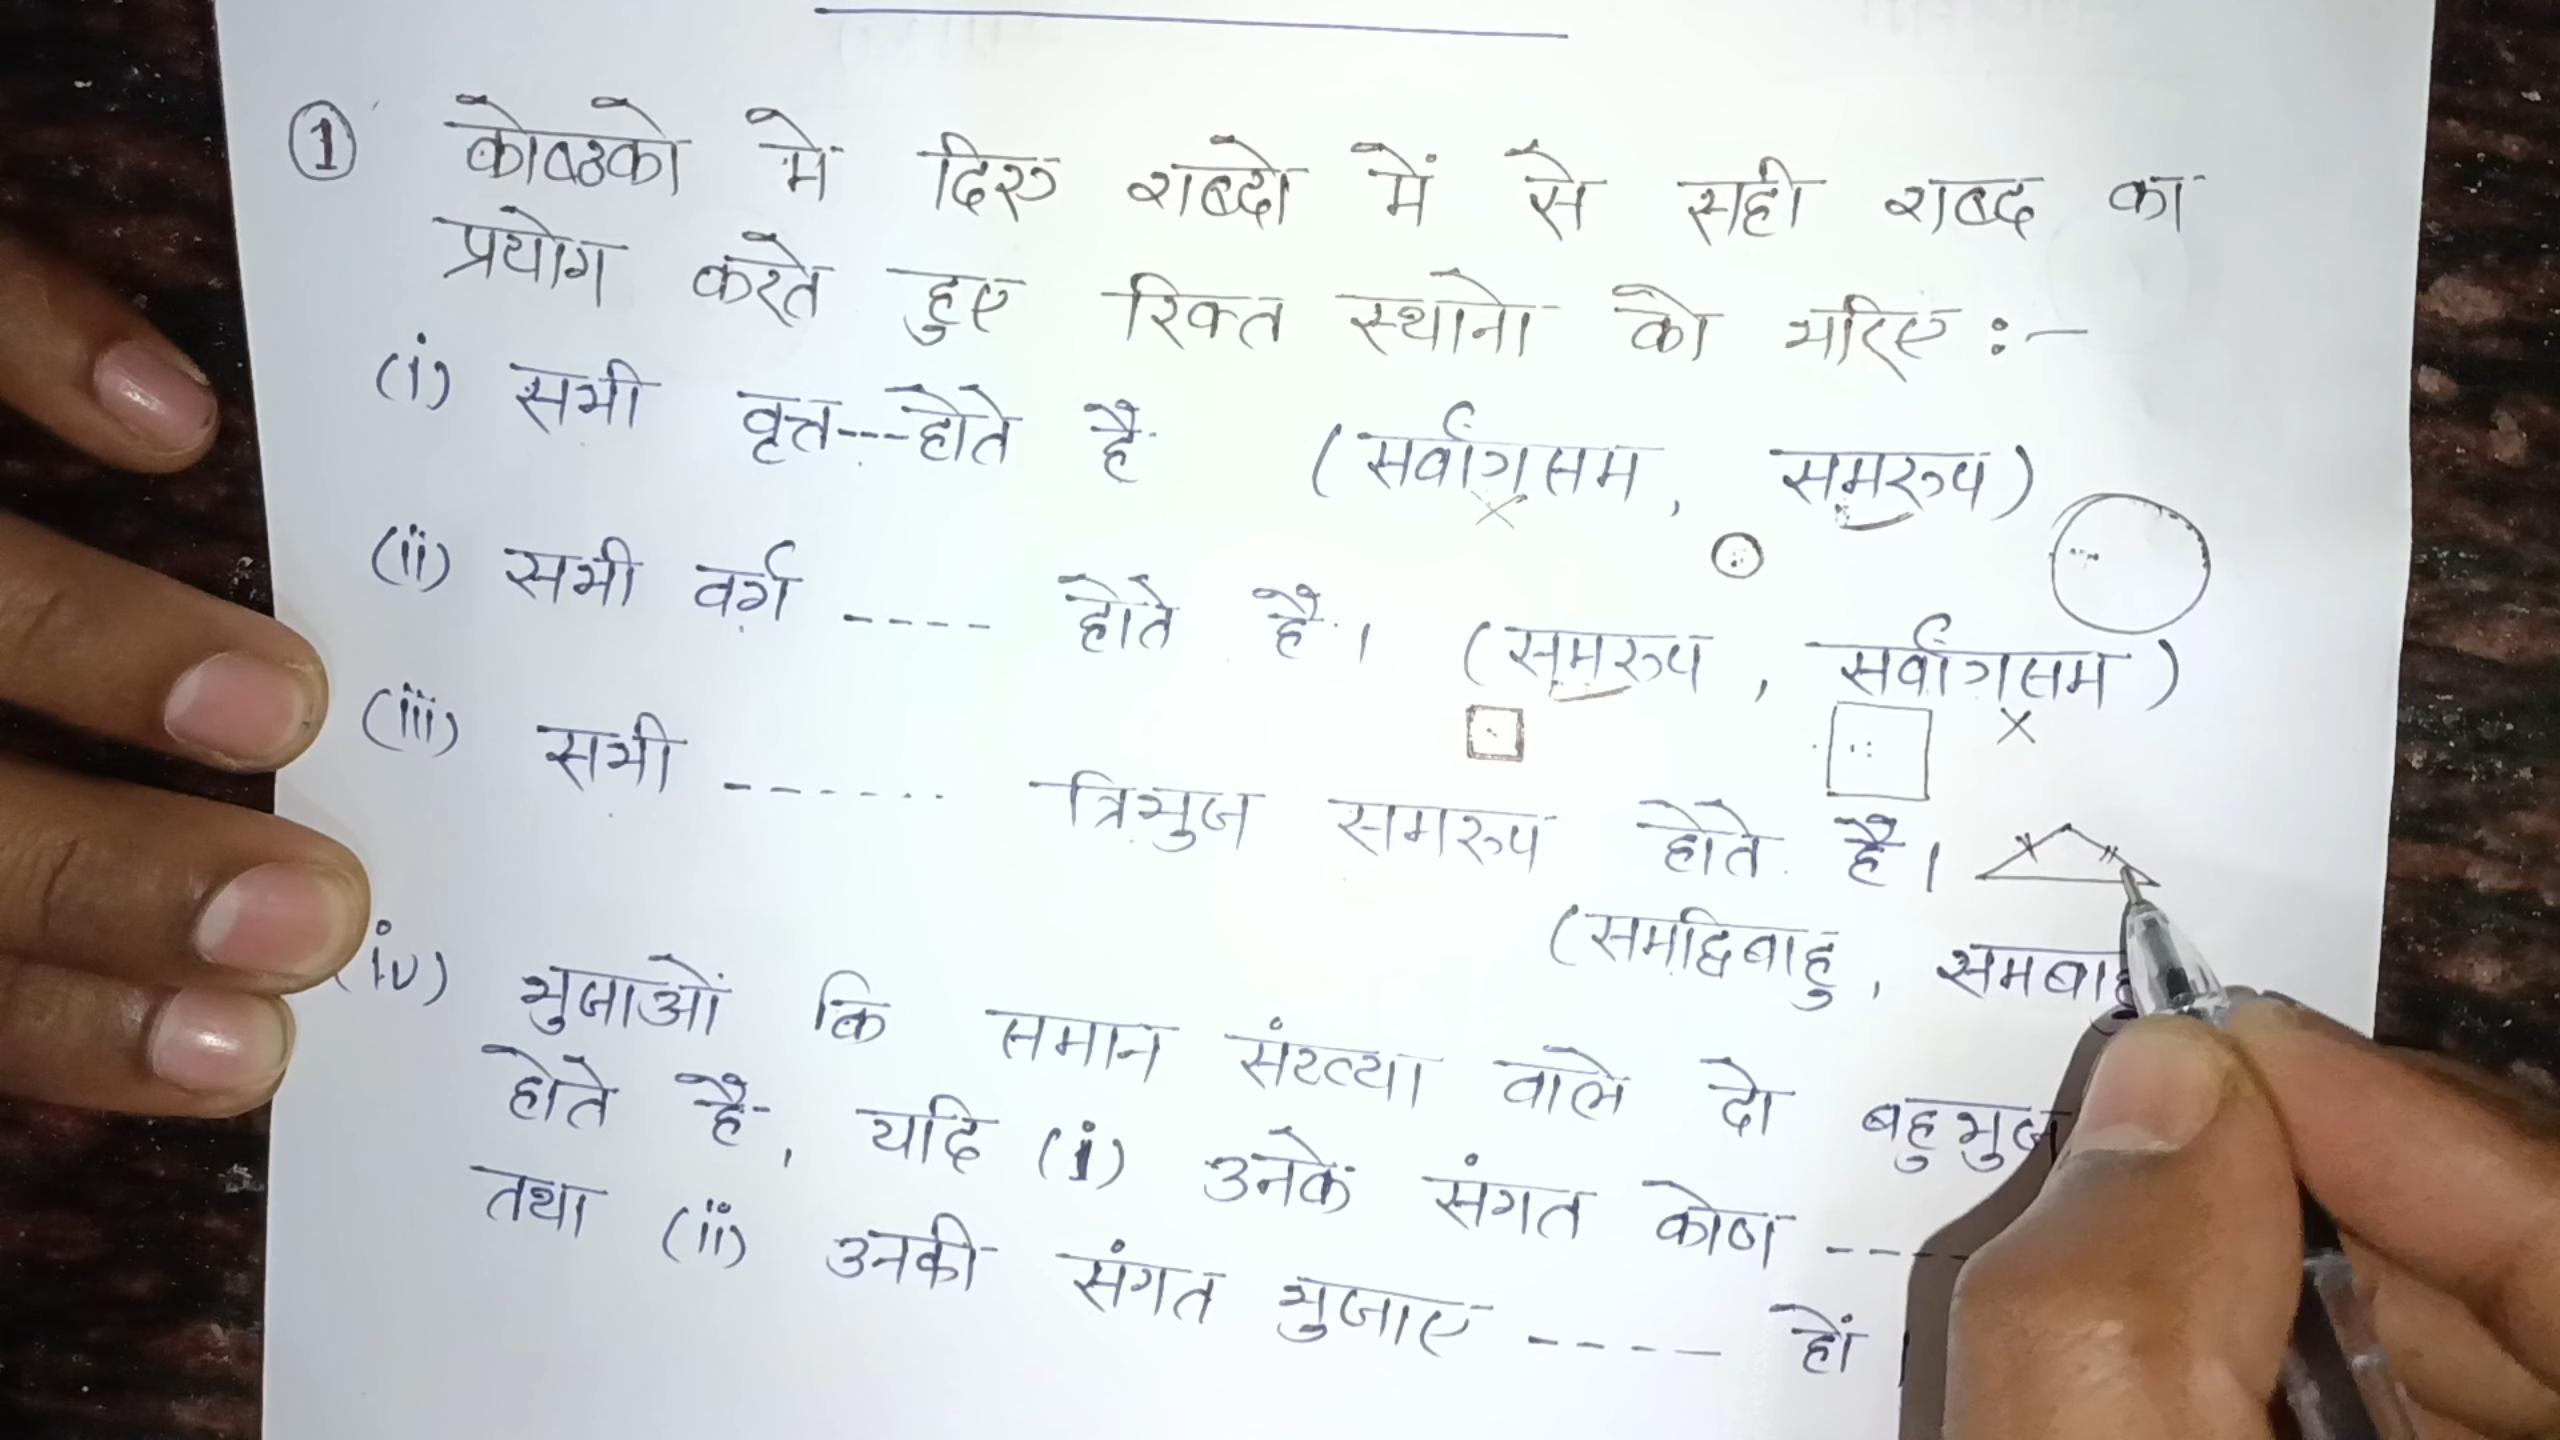 ① कोष्ठको में दिए शब्दो में से सही शब्द का
प्रयोग करते हुए रिक्त स्थानो को भरिए :-
(i) सभी वृत्त---होते है (सर्वांगसम, समरूप)
(ii) सभी वर्ग ---- होते है। (समरूप, सर्वांगसम)
(iii) सभी ------- त्रिभुज समरूप होते है।
(समद्विबाहु, समबाहु
(iv) भुजाओं कि समान संख्या वाले दो बहुभुज
होते है, यदि (i) उनके संगत कोण ----
तथा (ii) उनकी संगत भुजाए ---- हों।